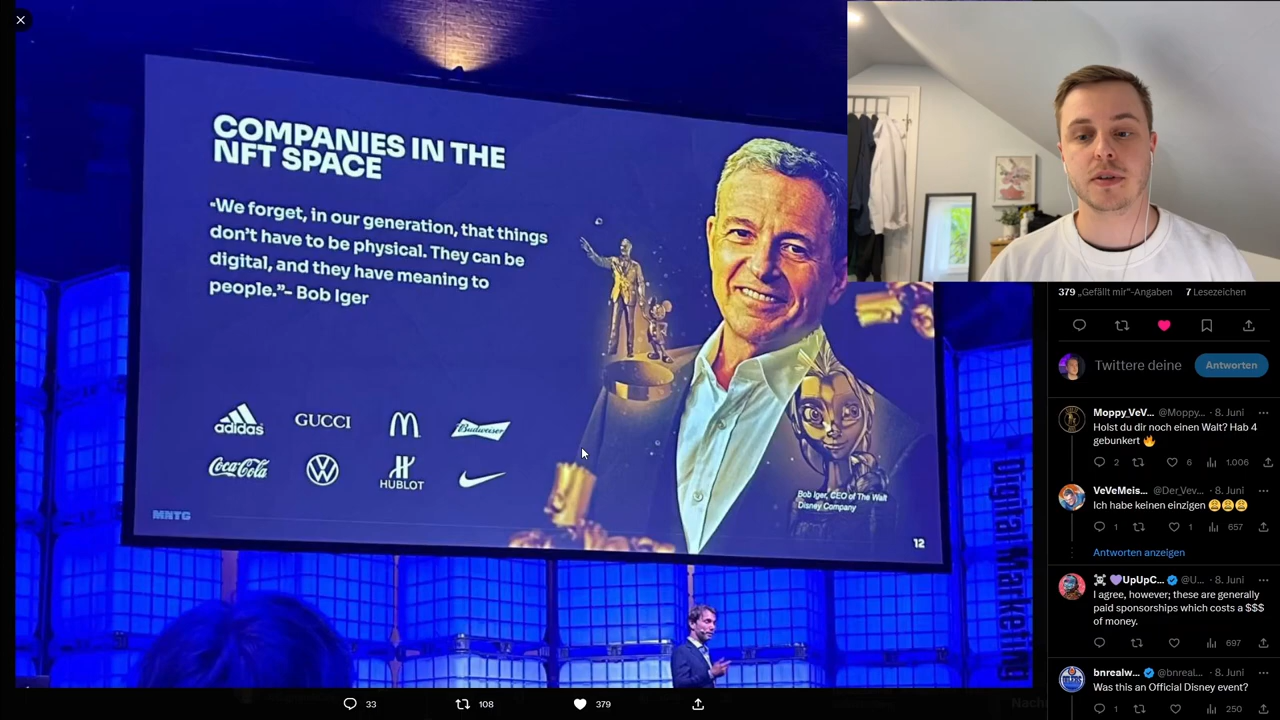 COMPANIES IN THE
NFT SPACE
"We forget, in our generation, that things
don't have to be physical. They can be
digital, and they have meaning to
people."– Bob Iger
adidas
GUCCI
Budweiser
Coca-Cola
HUBLOT
Bob Iger, CEO of The Walt
Disney Company
MNTG
12
Digital Marketing
33
108
379
379 „Gefällt mir“-Angaben 7 Lesezeichen
Twittere deine
Antworten
Moppy_VeV... @Moppy... · 8. Juni
Holst du dir noch einen Walt? Hab 4
gebunkert
2 6 1.006
VeVeMeis... @Der_Vev... · 8. Juni
Ich habe keinen einzigen
1 1 657
Antworten anzeigen
UpUpC... @U... · 8. Juni
I agree, however; these are generally
paid sponsorships which costs a $$$
of money.
697
bnrealw... @bnreal... · 8. Juni
Was this an Official Disney event?
1 250